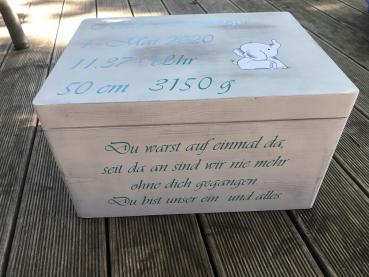 Mai 2020
11.37 Uhr
50 cm 3150 g
Du warst auf einmal da,
seit da an sind wir nie mehr
ohne dich gegangen.
Du bist unser ein und alles